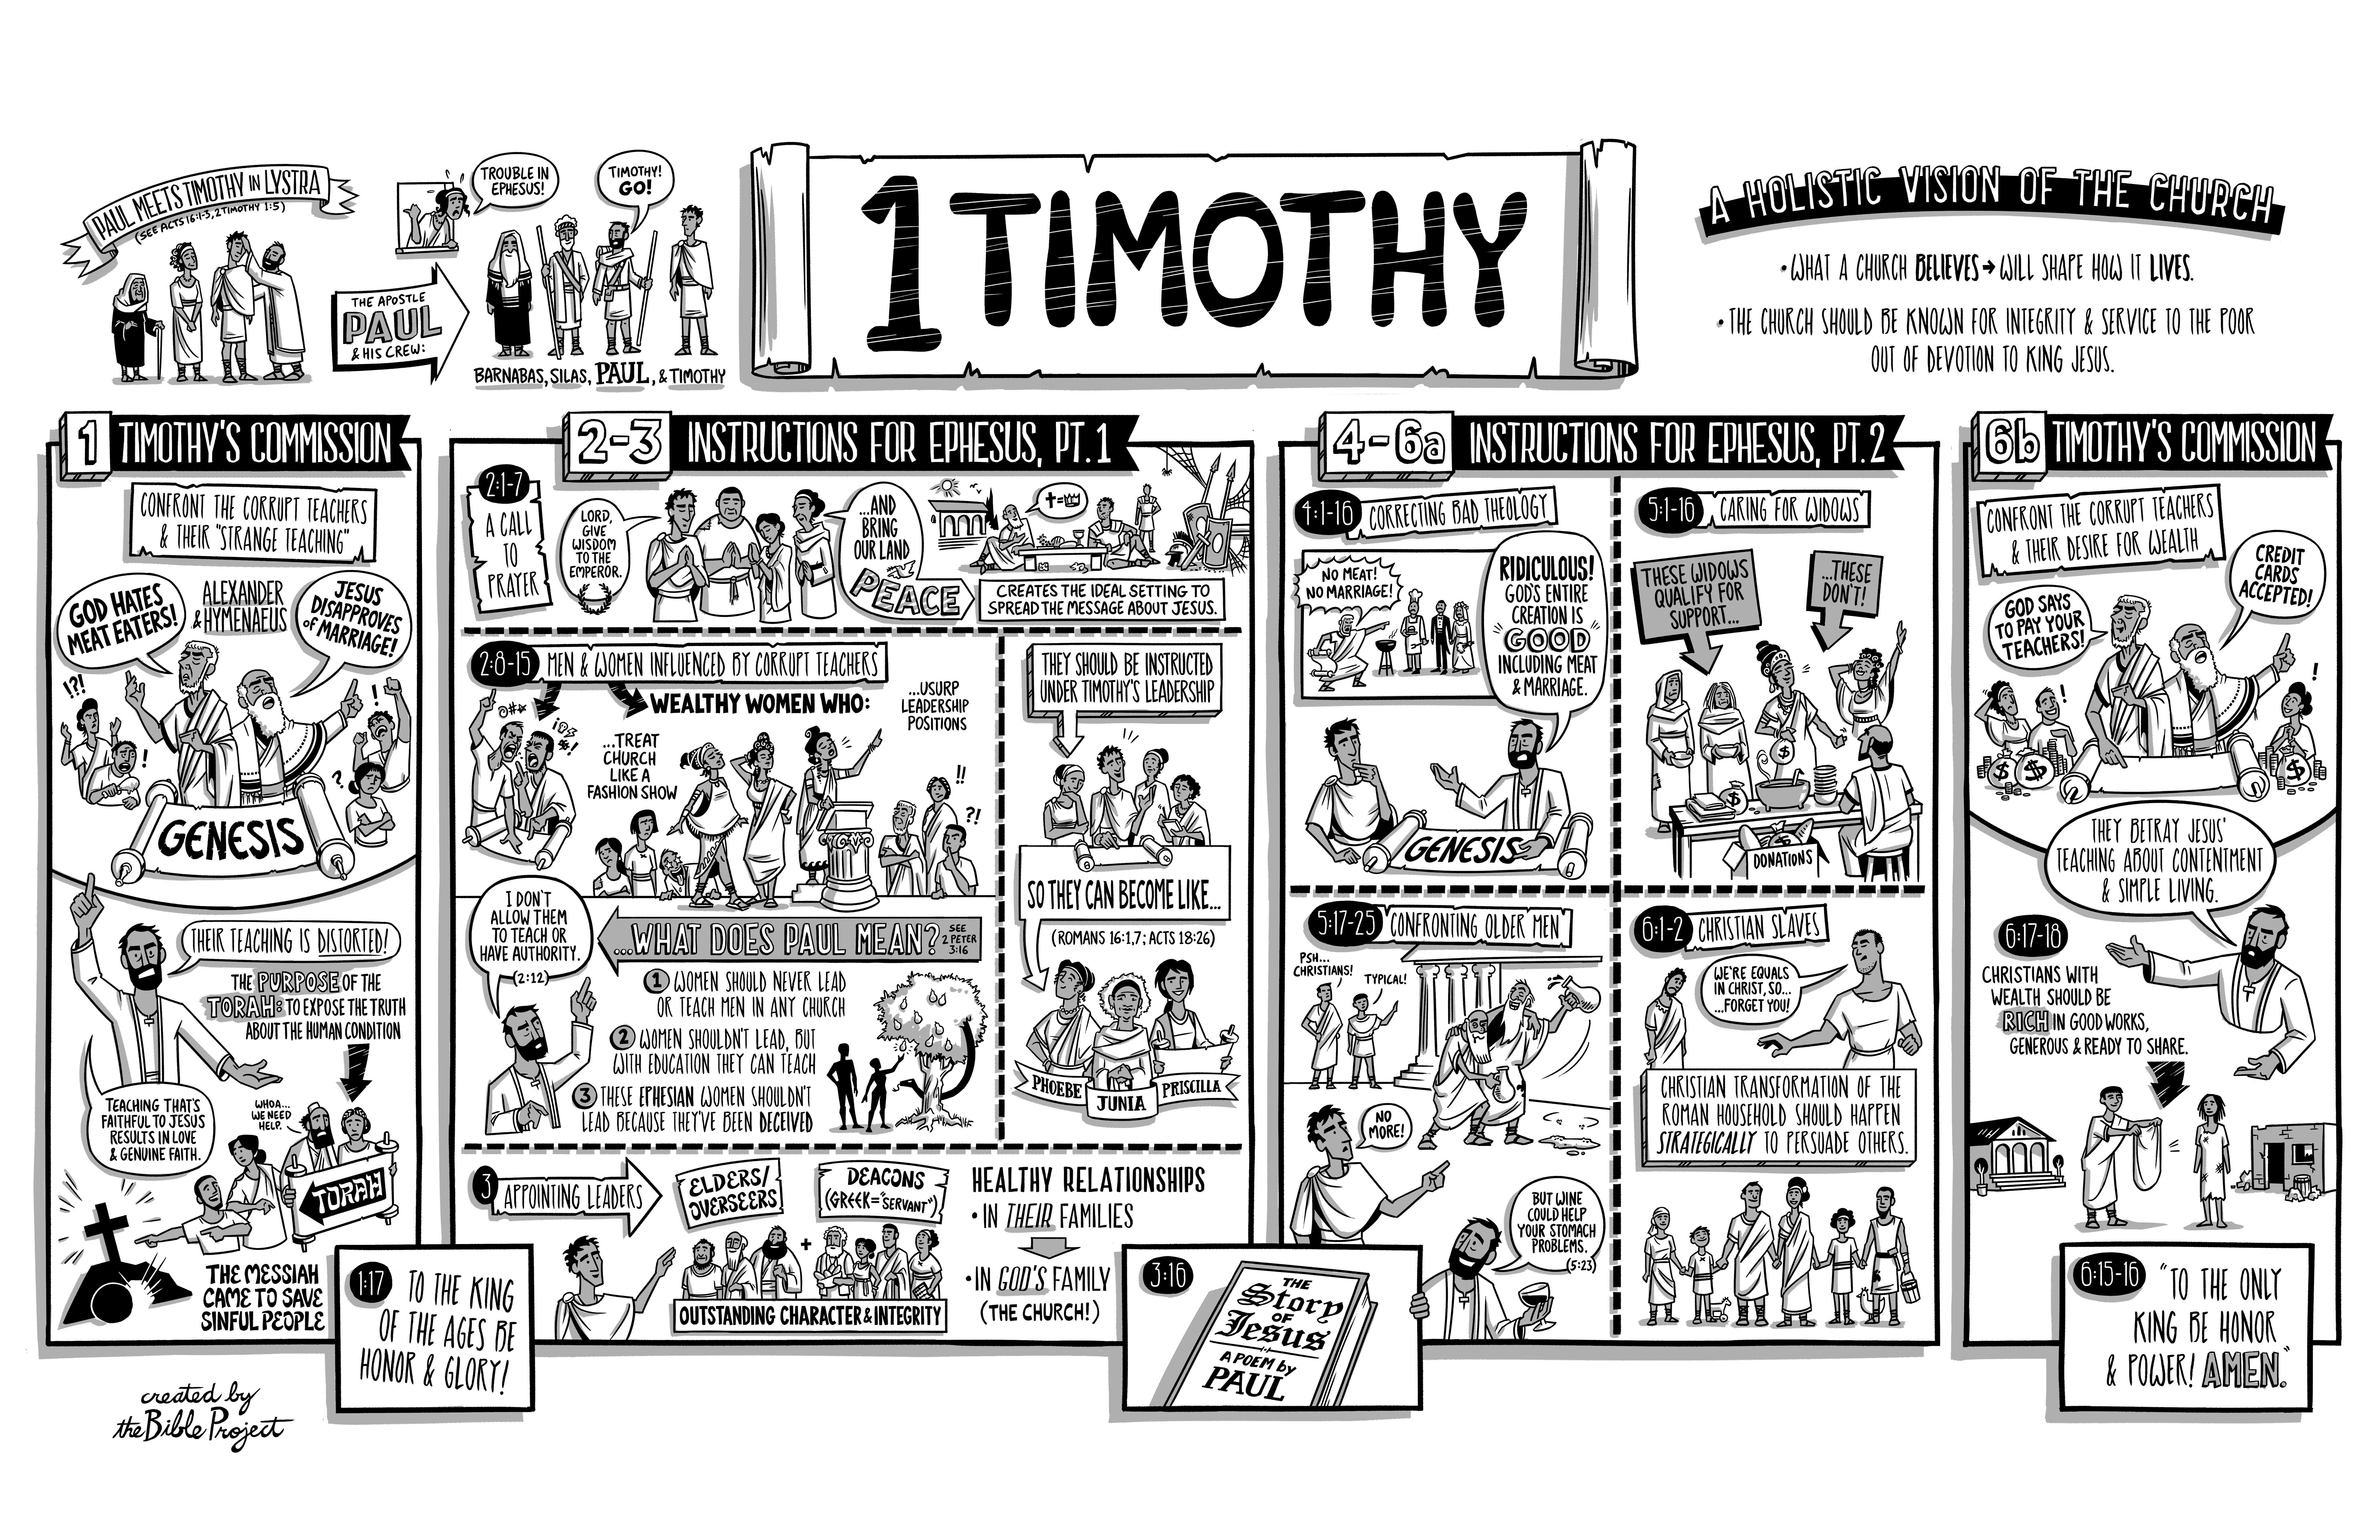 PAUL MEETS TIMOTHY IN LYSTRA
(SEE ACTS 16:1-3, 2 TIMOTHY 1:5)
THE APOSTLE
PAUL
& HIS CREW:
TROUBLE IN
EPHESUS!
TIMOTHY!
GO!
BARNABAS, SILAS, PAUL, & TIMOTHY
1 TIMOTHY
A HOLISTIC VISION OF THE CHURCH
•WHAT A CHURCH BELIEVES → WILL SHAPE HOW IT LIVES.
•THE CHURCH SHOULD BE KNOWN FOR INTEGRITY & SERVICE TO THE POOR
OUT OF DEVOTION TO KING JESUS.
1 TIMOTHY'S COMMISSION
CONFRONT THE CORRUPT TEACHERS
& THEIR "STRANGE TEACHING"
GOD HATES
MEAT EATERS!
ALEXANDER
& HYMENAEUS
JESUS
DISAPPROVES
of MARRIAGE!
!?!
!
!
?
GENESIS
THEIR TEACHING IS DISTORTED!
THE PURPOSE OF THE
TORAH: TO EXPOSE THE TRUTH
ABOUT THE HUMAN CONDITION
TEACHING THAT'S
FAITHFUL TO JESUS
RESULTS IN LOVE
& GENUINE FAITH.
WHOA...
WE NEED
HELP.
TORAH
THE MESSIAH
CAME TO SAVE
SINFUL PEOPLE
1:17
TO THE KING
OF THE AGES BE
HONOR & GLORY!
2-3 INSTRUCTIONS FOR EPHESUS, PT. 1
2:1-7
A CALL
TO
PRAYER
LORD,
GIVE
WISDOM
TO THE
EMPEROR.
...AND
BRING
OUR LAND
PEACE
CREATES THE IDEAL SETTING TO
SPREAD THE MESSAGE ABOUT JESUS.
2:8-15 MEN & WOMEN INFLUENCED BY CORRUPT TEACHERS
WEALTHY WOMEN WHO:
...TREAT
CHURCH
LIKE A
FASHION SHOW
...USURP
LEADERSHIP
POSITIONS
!!
?!
THEY SHOULD BE INSTRUCTED
UNDER TIMOTHY'S LEADERSHIP
SO THEY CAN BECOME LIKE...
(ROMANS 16:1,7; ACTS 18:26)
PHOEBE
JUNIA
PRISCILLA
I DON'T
ALLOW THEM
TO TEACH OR
HAVE AUTHORITY.
(2:12)
...WHAT DOES PAUL MEAN?
SEE
2 PETER
3:16
1 WOMEN SHOULD NEVER LEAD
OR TEACH MEN IN ANY CHURCH
2 WOMEN SHOULDN'T LEAD, BUT
WITH EDUCATION THEY CAN TEACH
3 THESE EPHESIAN WOMEN SHOULDN'T
LEAD BECAUSE THEY'VE BEEN DECEIVED
3 APPOINTING LEADERS
ELDERS/
OVERSEERS
DEACONS
(GREEK="SERVANT")
+
OUTSTANDING CHARACTER & INTEGRITY
HEALTHY RELATIONSHIPS
•IN THEIR FAMILIES
•IN GOD'S FAMILY
(THE CHURCH!)
3:16
THE
Story
OF
Jesus
A POEM by
PAUL
4-6a INSTRUCTIONS FOR EPHESUS, PT. 2
4:1-16 CORRECTING BAD THEOLOGY
NO MEAT!
NO MARRIAGE!
RIDICULOUS!
GOD'S ENTIRE
CREATION IS
"GOOD"
INCLUDING MEAT
& MARRIAGE.
GENESIS
5:1-16 CARING FOR WIDOWS
THESE WIDOWS
QUALIFY FOR
SUPPORT...
...THESE
DON'T!
$
$
DONATIONS
5:17-25 CONFRONTING OLDER MEN
PSH...
CHRISTIANS!
TYPICAL!
NO
MORE!
BUT WINE
COULD HELP
YOUR STOMACH
PROBLEMS.
(5:23)
6:1-2 CHRISTIAN SLAVES
WE'RE EQUALS
IN CHRIST, SO...
...FORGET YOU!
CHRISTIAN TRANSFORMATION OF THE
ROMAN HOUSEHOLD SHOULD HAPPEN
STRATEGICALLY TO PERSUADE OTHERS.
6b TIMOTHY'S COMMISSION
CONFRONT THE CORRUPT TEACHERS
& THEIR DESIRE FOR WEALTH
GOD SAYS
TO PAY YOUR
TEACHERS!
CREDIT
CARDS
ACCEPTED!
!
!
$
$
$
THEY BETRAY JESUS'
TEACHING ABOUT CONTENTMENT
& SIMPLE LIVING.
6:17-18
CHRISTIANS WITH
WEALTH SHOULD BE
RICH IN GOOD WORKS,
GENEROUS & READY TO SHARE.
6:15-16
"TO THE ONLY
KING BE HONOR
& POWER! AMEN."
created by
the Bible Project